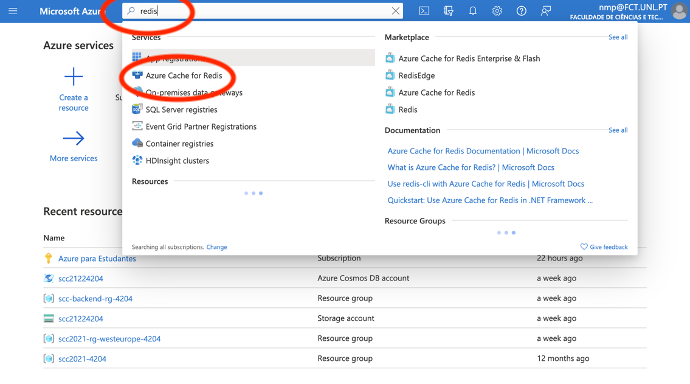 Microsoft Azure
redis
nmp@FCT.UNL.PT
FACULDADE DE CIÊNCIAS E TEC...
Azure services
Create a resource
More services
Services
App registrations
Azure Cache for Redis
On-premises data gateways
SQL Server registries
Event Grid Partner Registrations
Container registries
HDInsight clusters
Resources
Searching all subscriptions. Change
Marketplace
See all
Azure Cache for Redis Enterprise & Flash
RedisEdge
Azure Cache for Redis
Redis
Documentation
See all
Azure Cache for Redis Documentation | Microsoft Docs
What is Azure Cache for Redis? | Microsoft Docs
Use redis-cli with Azure Cache for Redis | Microsoft Docs
Quickstart: Use Azure Cache for Redis in .NET Framework ...
Resource Groups
Give feedback
Recent resource
Name
Azure para Estudantes Subscription 22 hours ago
scc21224204 Azure Cosmos DB account a week ago
scc-backend-rg-4204 Resource group a week ago
scc21224204 Storage account a week ago
scc2021-rg-westeurope-4204 Resource group a week ago
scc2021-4204 Resource group 12 months ago